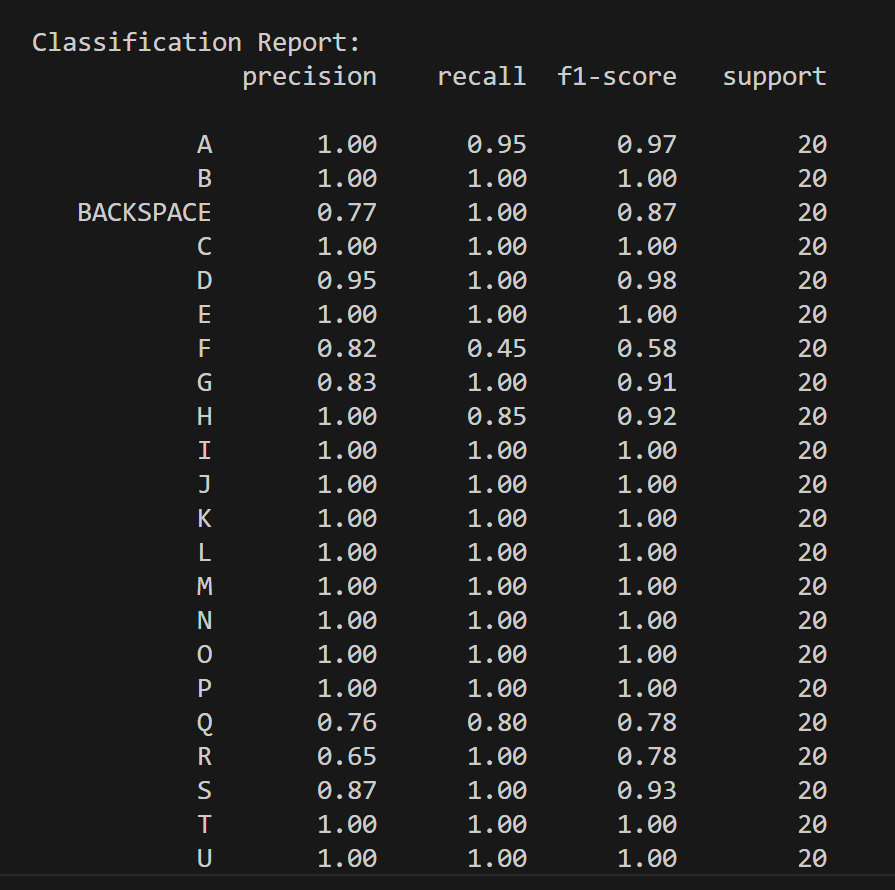 Classification Report:
precision recall f1-score support
A 1.00 0.95 0.97 20
B 1.00 1.00 1.00 20
BACKSPACE 0.77 1.00 0.87 20
C 1.00 1.00 1.00 20
D 0.95 1.00 0.98 20
E 1.00 1.00 1.00 20
F 0.82 0.45 0.58 20
G 0.83 1.00 0.91 20
H 1.00 0.85 0.92 20
I 1.00 1.00 1.00 20
J 1.00 1.00 1.00 20
K 1.00 1.00 1.00 20
L 1.00 1.00 1.00 20
M 1.00 1.00 1.00 20
N 1.00 1.00 1.00 20
O 1.00 1.00 1.00 20
P 1.00 1.00 1.00 20
Q 0.76 0.80 0.78 20
R 0.65 1.00 0.78 20
S 0.87 1.00 0.93 20
T 1.00 1.00 1.00 20
U 1.00 1.00 1.00 20